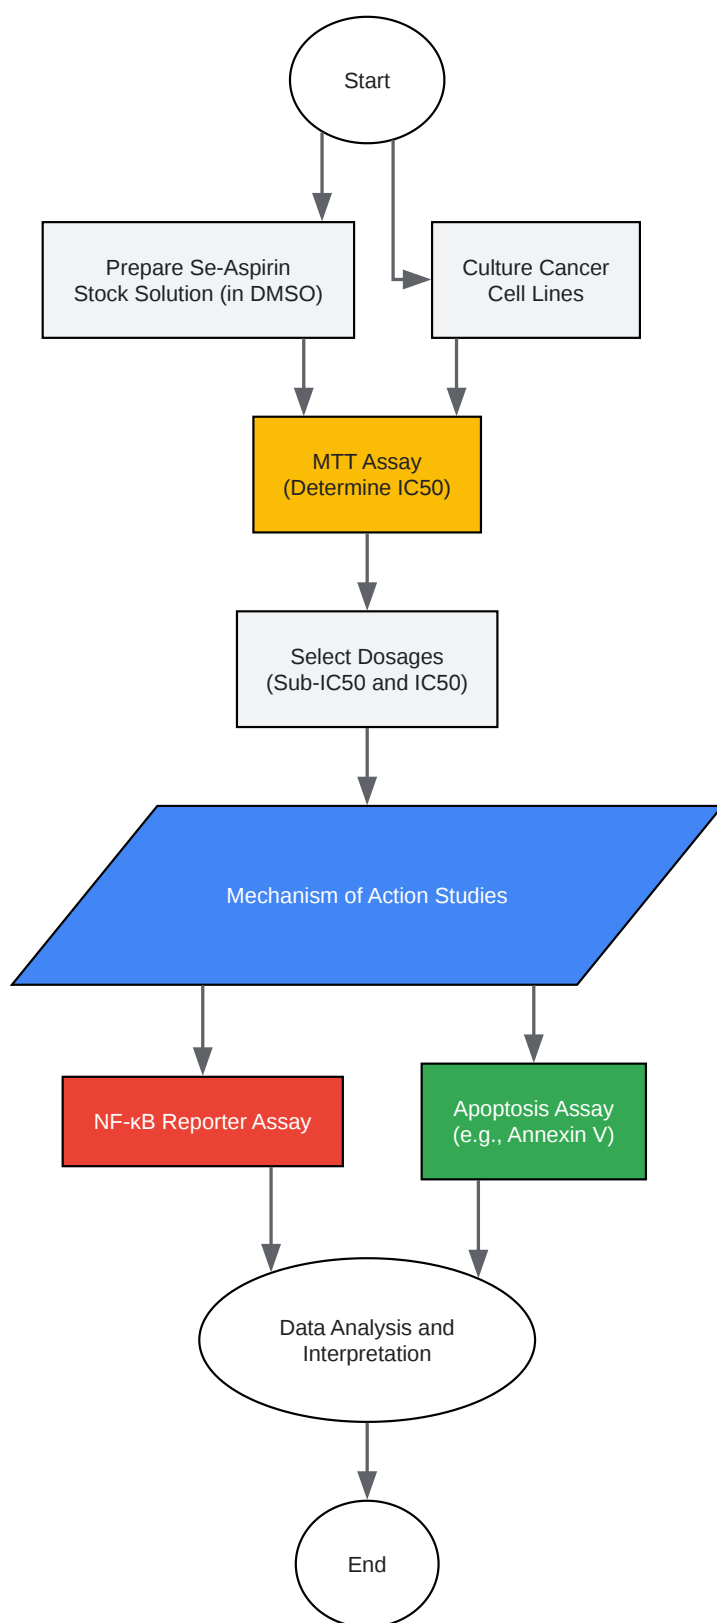 Start
Prepare Se-Aspirin
Stock Solution (in DMSO)
Culture Cancer
Cell Lines
MTT Assay
(Determine IC50)
Select Dosages
(Sub-IC50 and IC50)
Mechanism of Action Studies
NF-κB Reporter Assay
Apoptosis Assay
(e.g., Annexin V)
Data Analysis and
Interpretation
End